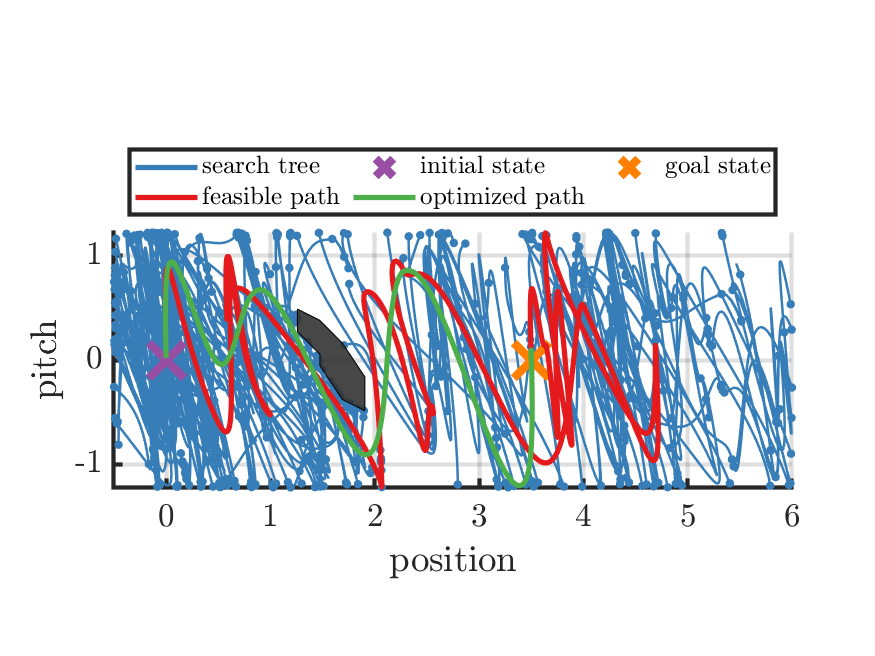 search tree initial state goal state
feasible path optimized path
1
0
-1
pitch
0 1 2 3 4 5 6
position